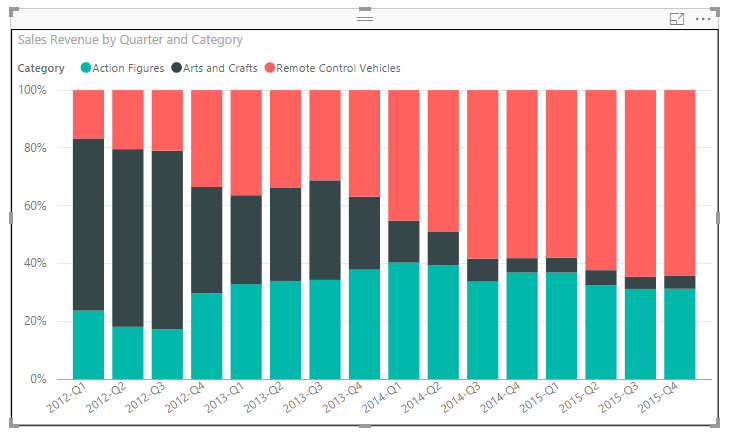 Sales Revenue by Quarter and Category
Category Action Figures Arts and Crafts Remote Control Vehicles
100%
80%
60%
40%
20%
0%
2012-Q1 2012-Q2 2012-Q3 2012-Q4 2013-Q1 2013-Q2 2013-Q3 2013-Q4 2014-Q1 2014-Q2 2014-Q3 2014-Q4 2015-Q1 2015-Q2 2015-Q3 2015-Q4